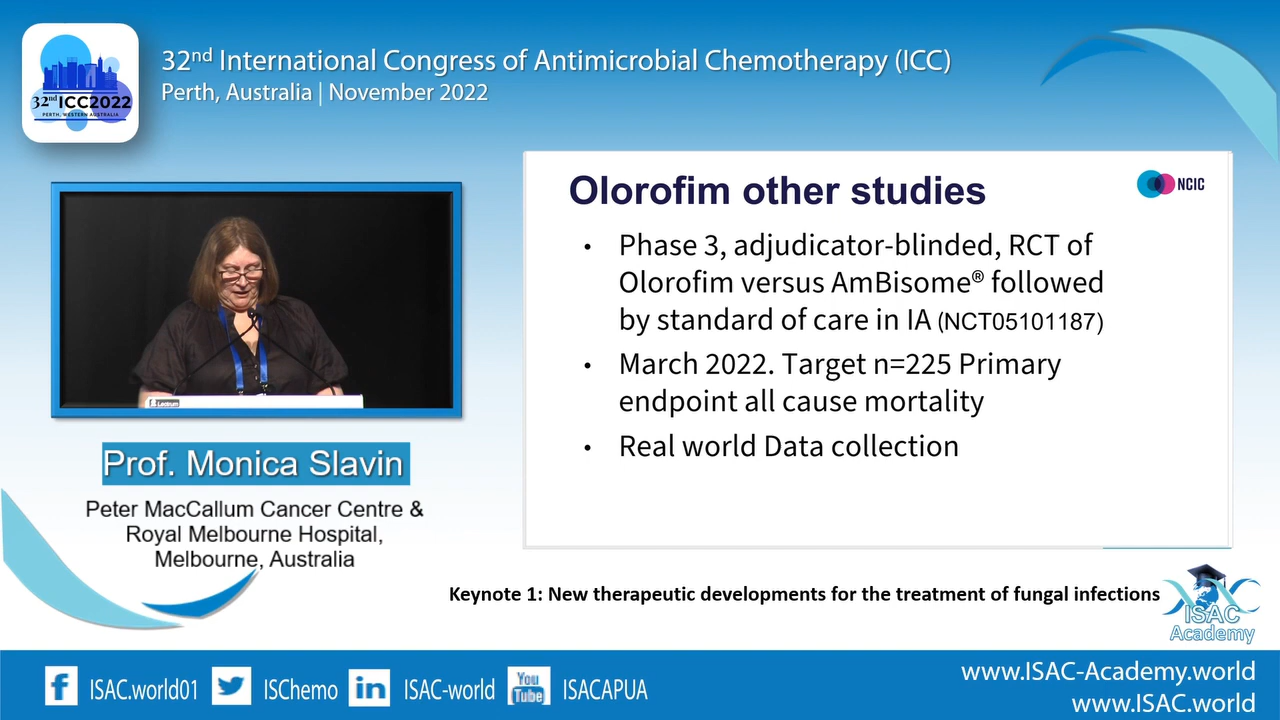 32nd International Congress of Antimicrobial Chemotherapy (ICC)
Perth, Australia | November 2022
32nd ICC2022
PERTH, WESTERN AUSTRALIA
Olorofim other studies
NCIC
• Phase 3, adjudicator-blinded, RCT of
Olorofim versus AmBisome® followed
by standard of care in IA (NCT05101187)
• March 2022. Target n=225 Primary
endpoint all cause mortality
• Real world Data collection
Lectrum
Prof. Monica Slavin
Peter MacCallum Cancer Centre &
Royal Melbourne Hospital,
Melbourne, Australia
Keynote 1: New therapeutic developments for the treatment of fungal infections
ISAC
Academy
f ISAC.world01
ISChemo
in ISAC-world
You
Tube
ISACAPUA
www.ISAC-Academy.world
www.ISAC.world